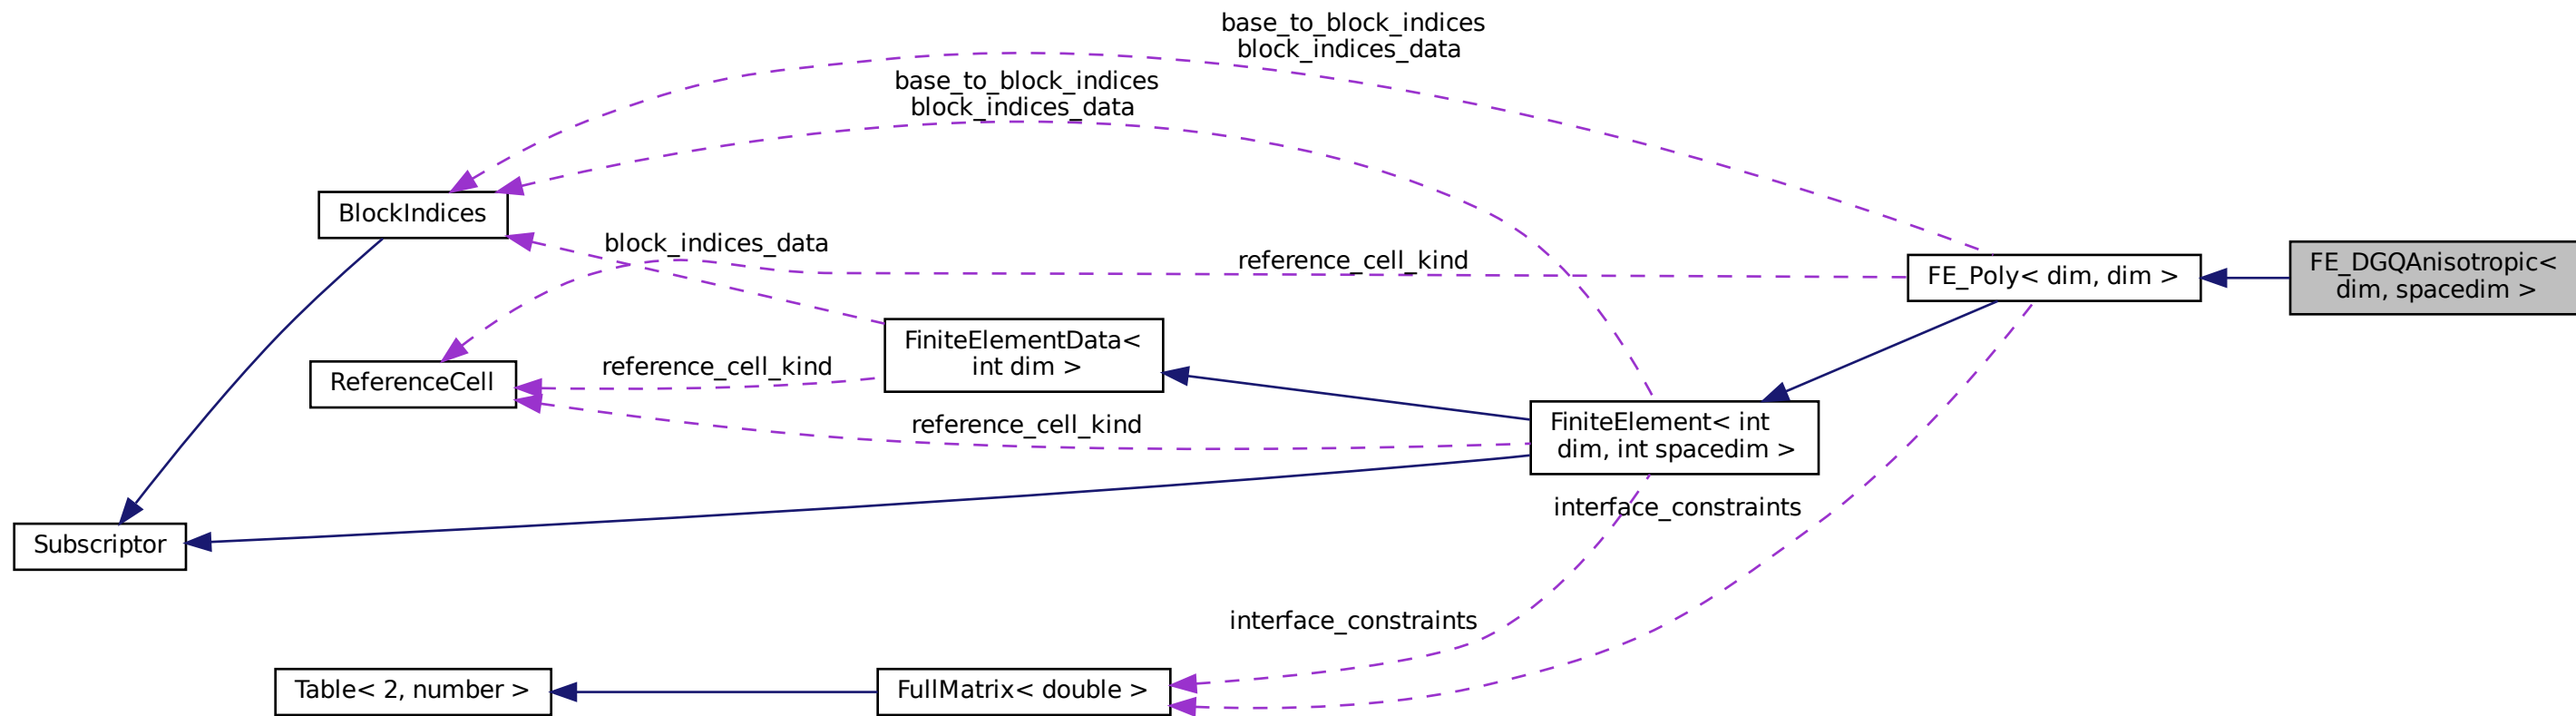 base_to_block_indices
block_indices_data
base_to_block_indices
block_indices_data
BlockIndices
block_indices_data
reference_cell_kind
FE_Poly< dim, dim >
FE_DGQAnisotropic<
dim, spacedim >
FiniteElementData<
int dim >
ReferenceCell
reference_cell_kind
reference_cell_kind
FiniteElement< int
dim, int spacedim >
interface_constraints
Subscriptor
interface_constraints
Table< 2, number >
FullMatrix< double >